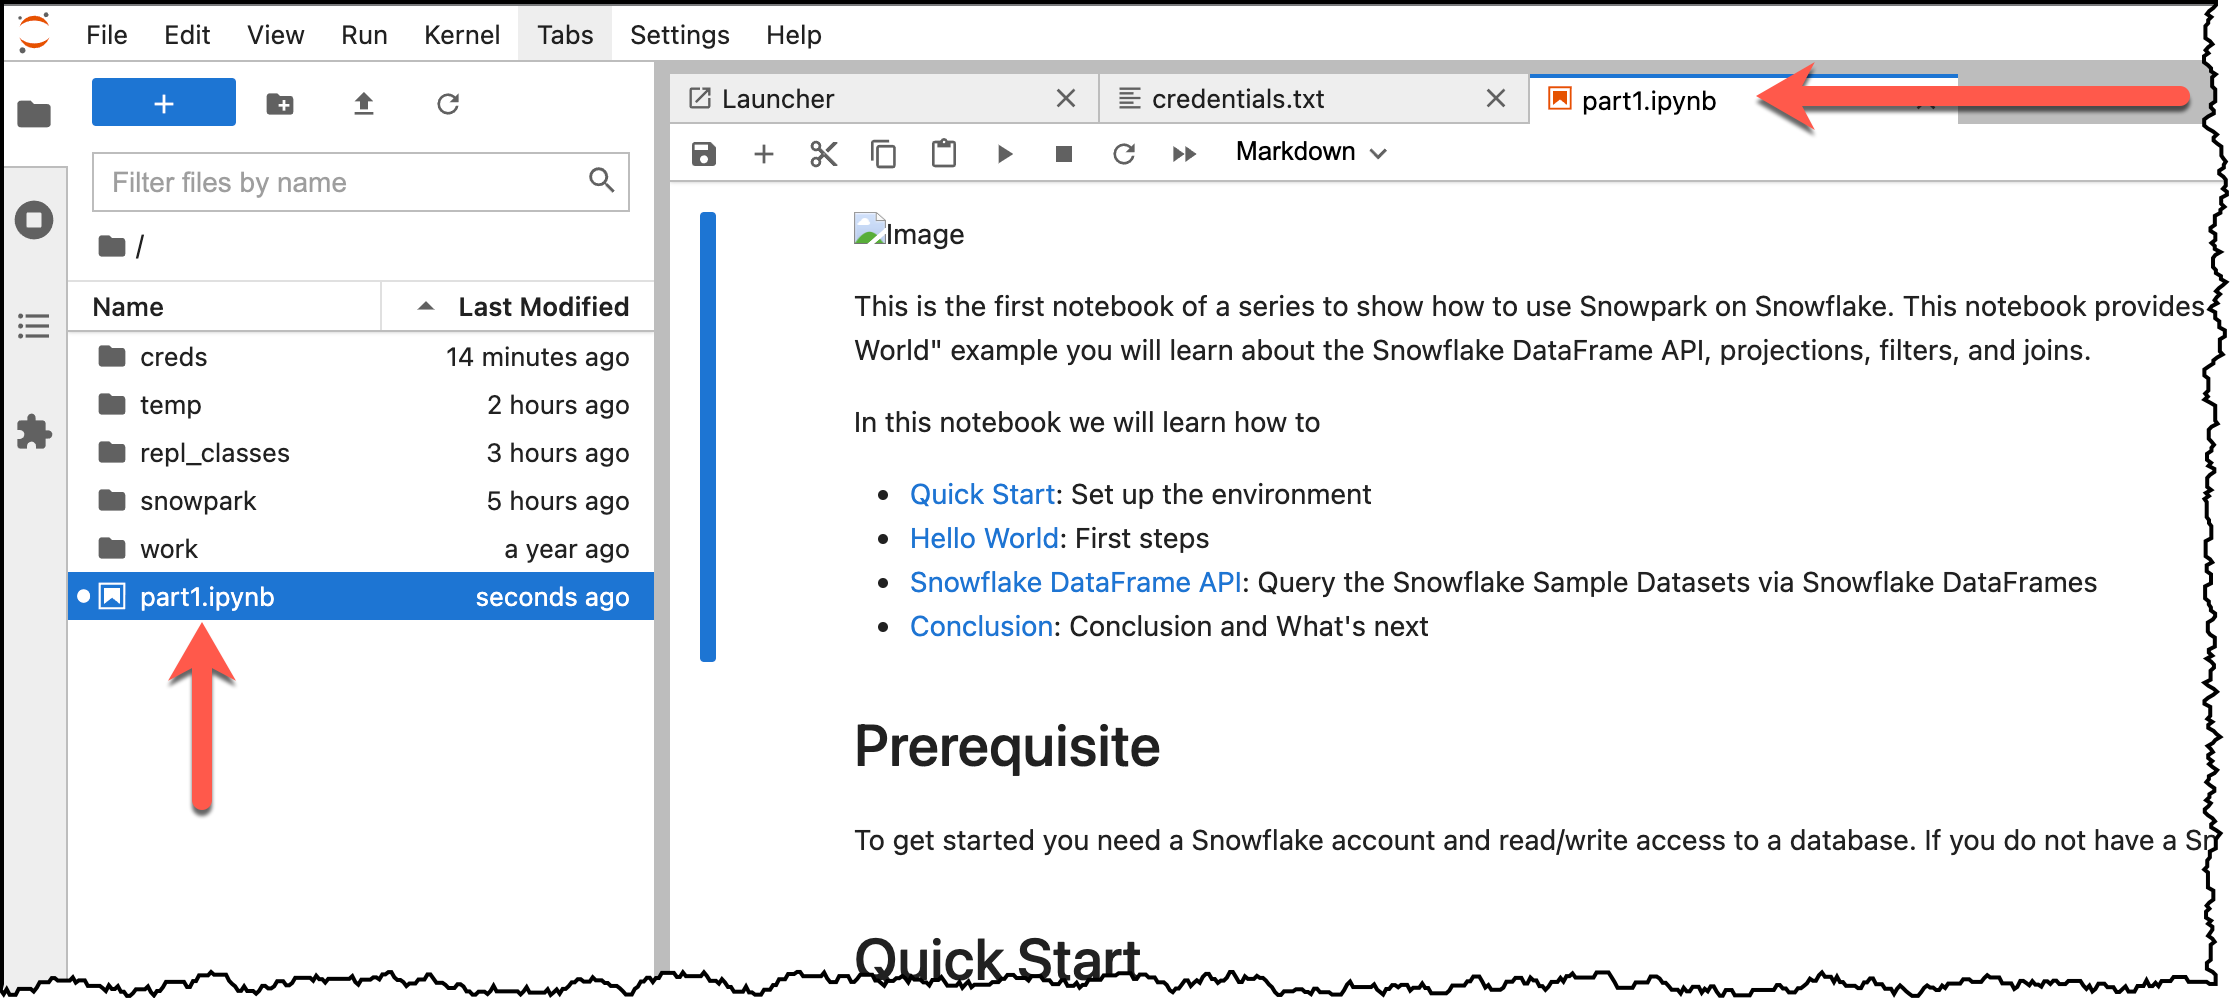 File Edit View Run Kernel Tabs Settings Help
Filter files by name
/
Name Last Modified
creds 14 minutes ago
temp 2 hours ago
repl_classes 3 hours ago
snowpark 5 hours ago
work a year ago
part1.ipynb seconds ago
Launcher credentials.txt part1.ipynb
Markdown
Image
This is the first notebook of a series to show how to use Snowpark on Snowflake. This notebook provides
World" example you will learn about the Snowflake DataFrame API, projections, filters, and joins.
In this notebook we will learn how to
• Quick Start: Set up the environment
• Hello World: First steps
• Snowflake DataFrame API: Query the Snowflake Sample Datasets via Snowflake DataFrames
• Conclusion: Conclusion and What's next
Prerequisite
To get started you need a Snowflake account and read/write access to a database. If you do not have a
Quick Start